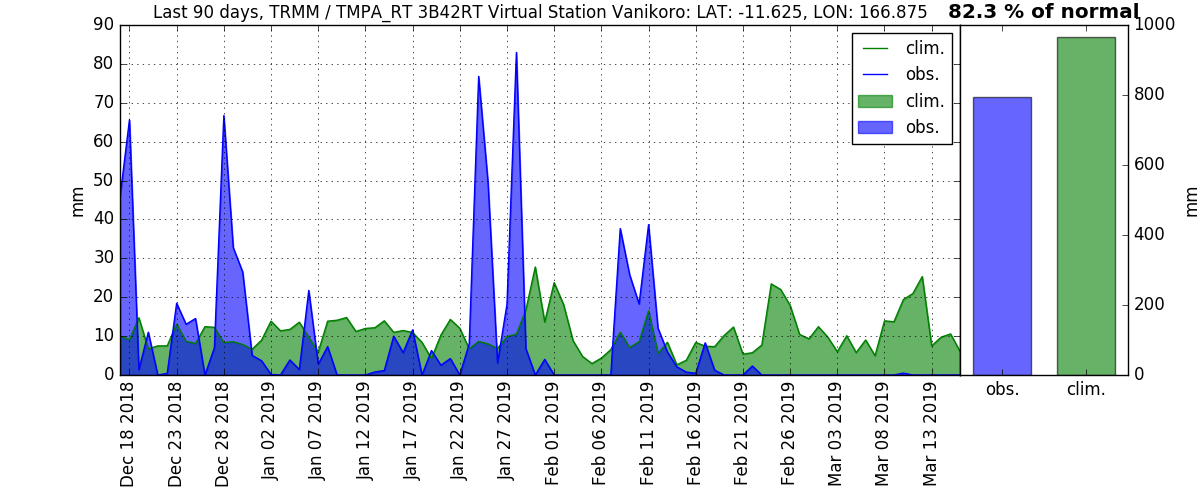 Last 90 days, TRMM / TMPA_RT 3B42RT Virtual Station Vanikoro: LAT: -11.625, LON: 166.875
82.3 % of normal
90
80
70
60
50
40
30
20
10
0
mm
clim.
obs.
clim.
obs.
Dec 18 2018
Dec 23 2018
Dec 28 2018
Jan 02 2019
Jan 07 2019
Jan 12 2019
Jan 17 2019
Jan 22 2019
Jan 27 2019
Feb 01 2019
Feb 06 2019
Feb 11 2019
Feb 16 2019
Feb 21 2019
Feb 26 2019
Mar 03 2019
Mar 08 2019
Mar 13 2019
1000
800
600
400
200
0
mm
obs.
clim.